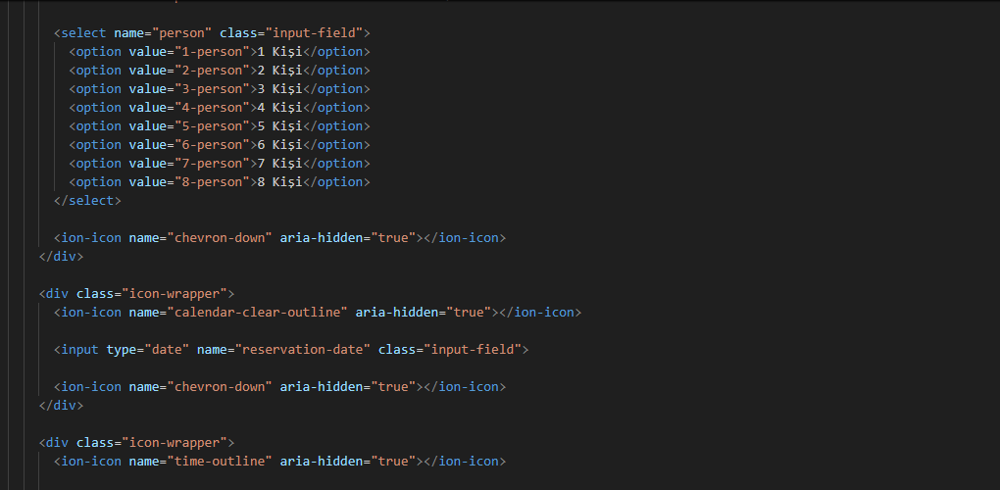 <select name="person" class="input-field">
<option value="1-person">1 Kişi</option>
<option value="2-person">2 Kişi</option>
<option value="3-person">3 Kişi</option>
<option value="4-person">4 Kişi</option>
<option value="5-person">5 Kişi</option>
<option value="6-person">6 Kişi</option>
<option value="7-person">7 Kişi</option>
<option value="8-person">8 Kişi</option>
</select>
<ion-icon name="chevron-down" aria-hidden="true"></ion-icon>
</div>
<div class="icon-wrapper">
<ion-icon name="calendar-clear-outline" aria-hidden="true"></ion-icon>
<input type="date" name="reservation-date" class="input-field">
<ion-icon name="chevron-down" aria-hidden="true"></ion-icon>
</div>
<div class="icon-wrapper">
<ion-icon name="time-outline" aria-hidden="true"></ion-icon>